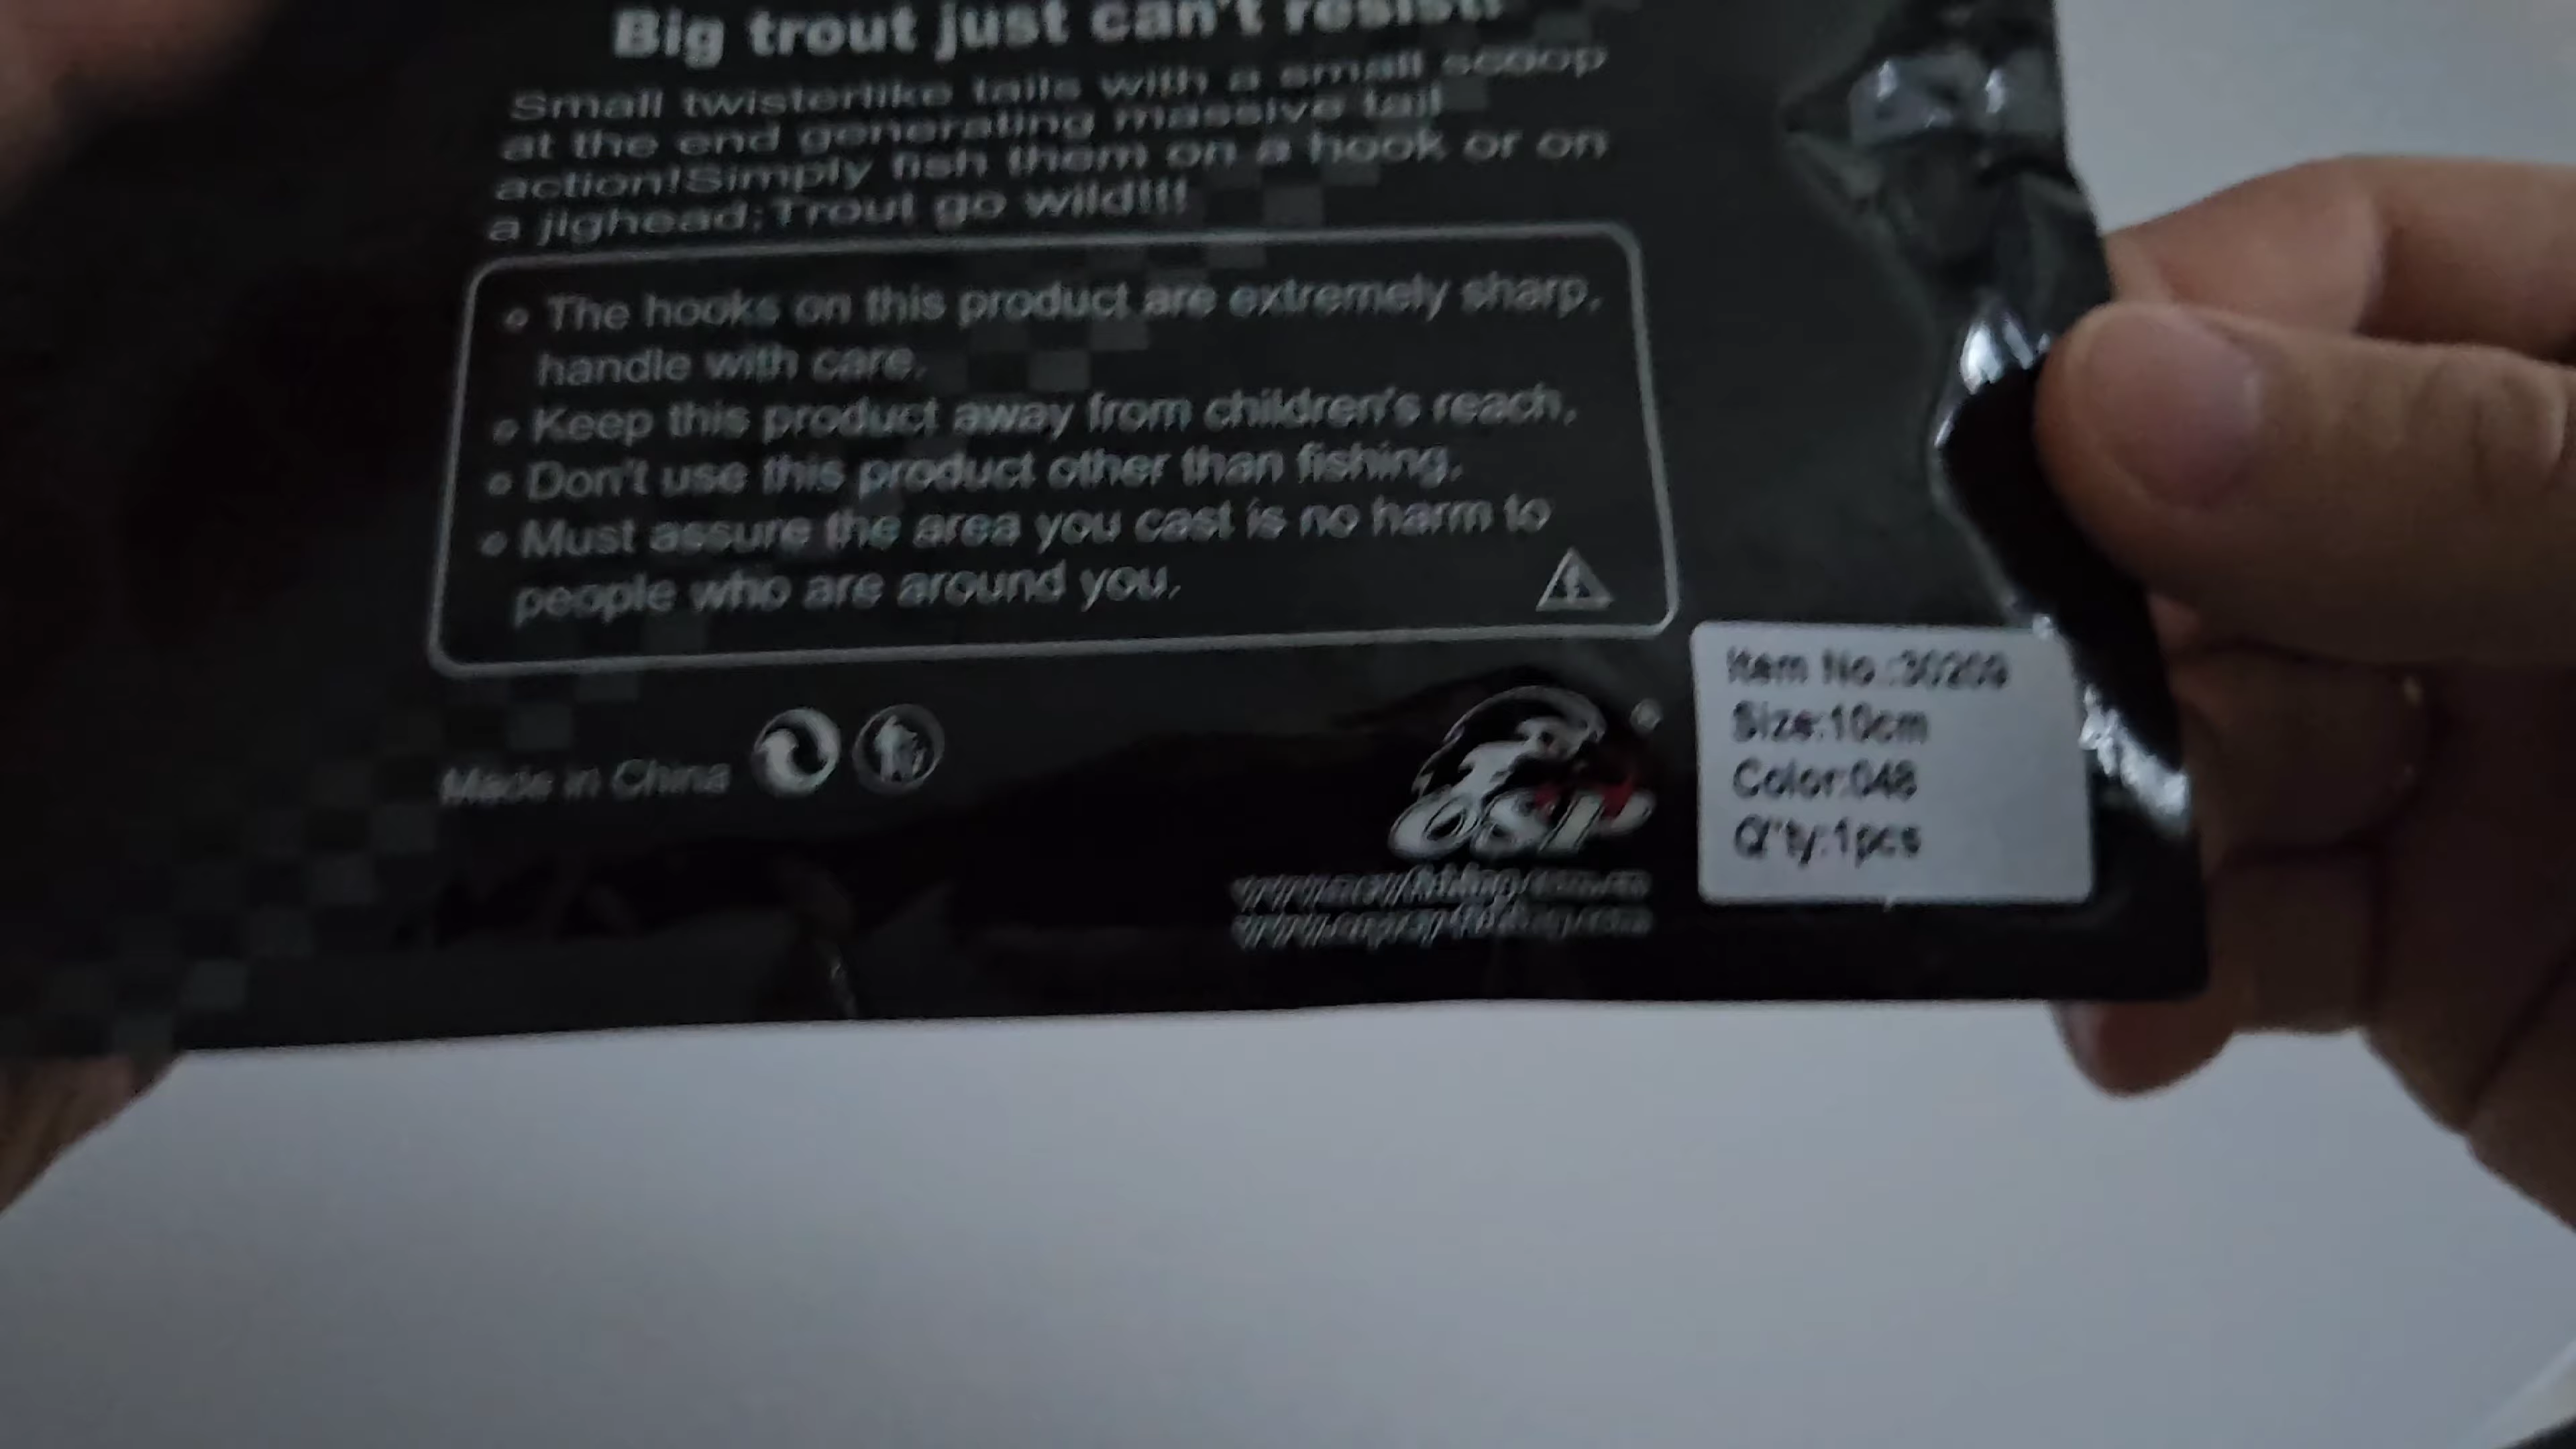 Big trout just can't resist!
Small twisterlike tails with a small scoop
at the end generating massive tail
action!Simply fish them on a hook or on
a jighead;Trout go wild!!!
The hooks on this product are extremely sharp,
handle with care.
Keep this product away from children's reach.
Don't use this product other than fishing.
Must assure the area you cast is no harm to
people who are around you.
Made in China
Item No.:30209
Size:10cm
Color:048
Q'ty:1pcs